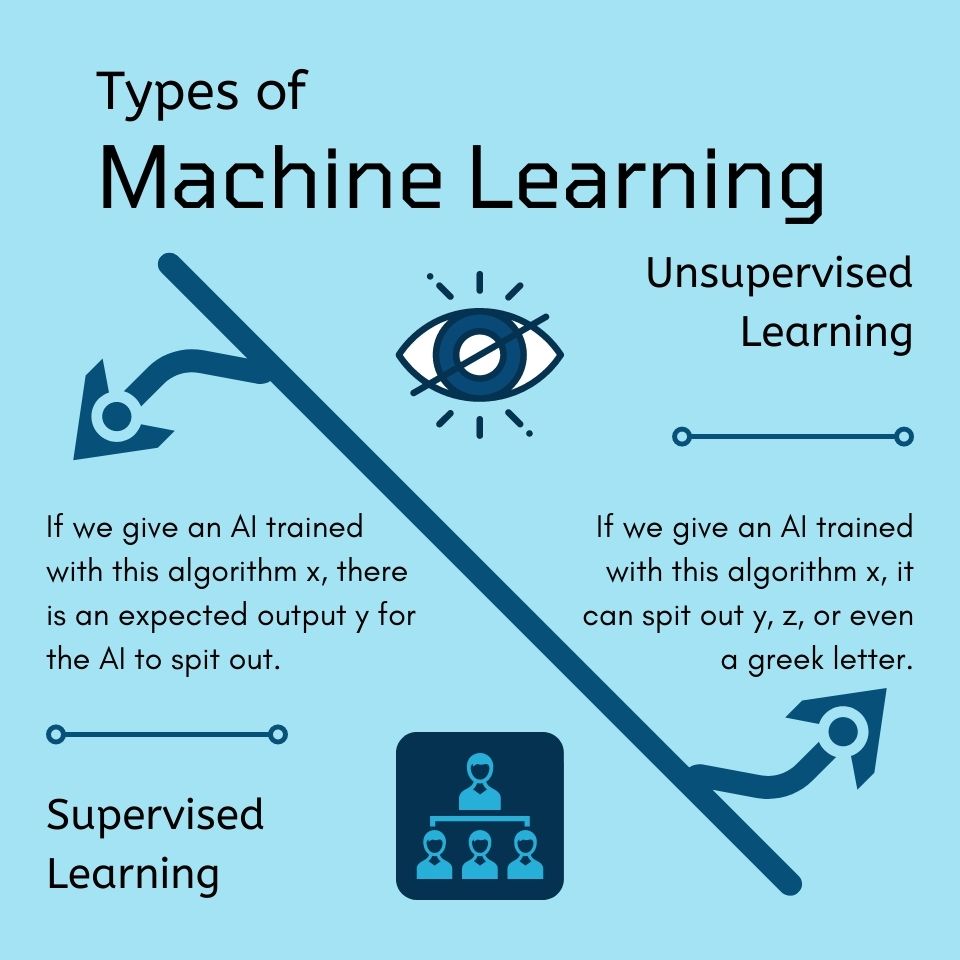 Types of
Machine Learning
Unsupervised
Learning
If we give an AI trained
with this algorithm x, it
can spit out y, z, or even
a greek letter.
If we give an AI trained
with this algorithm x, there
is an expected output y for
the AI to spit out.
Supervised
Learning